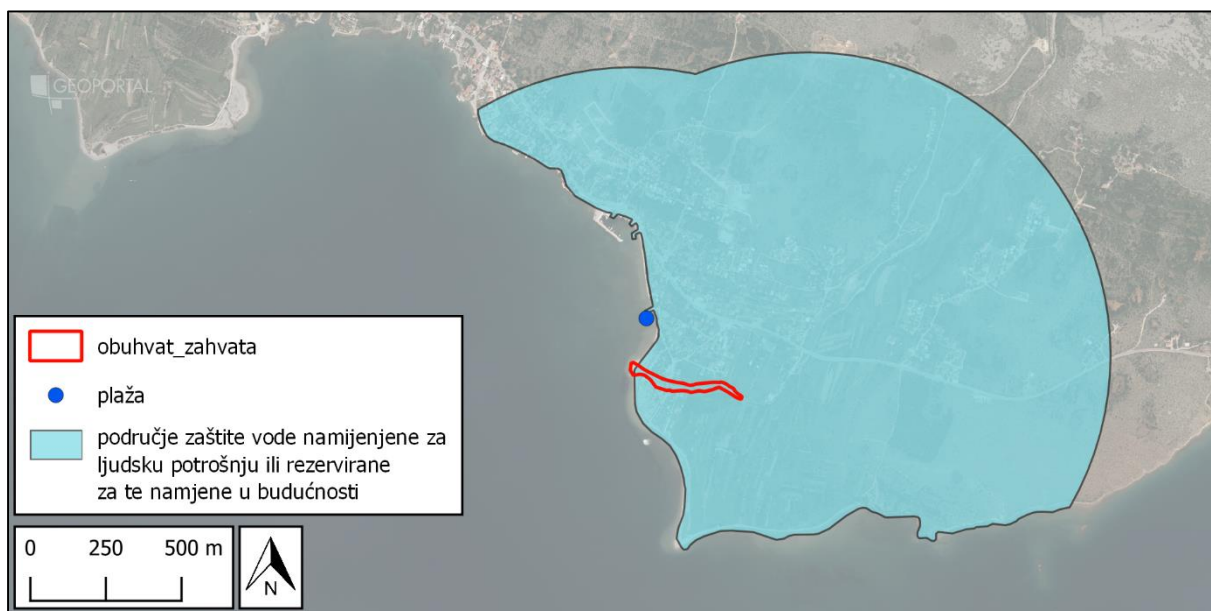 GEOPORTAL
obuhvat_zahvata
plaža
područje zaštite vode namijenjene za
ljudsku potrošnju ili rezervirane
za te namjene u budućnosti
0 250 500 m
N